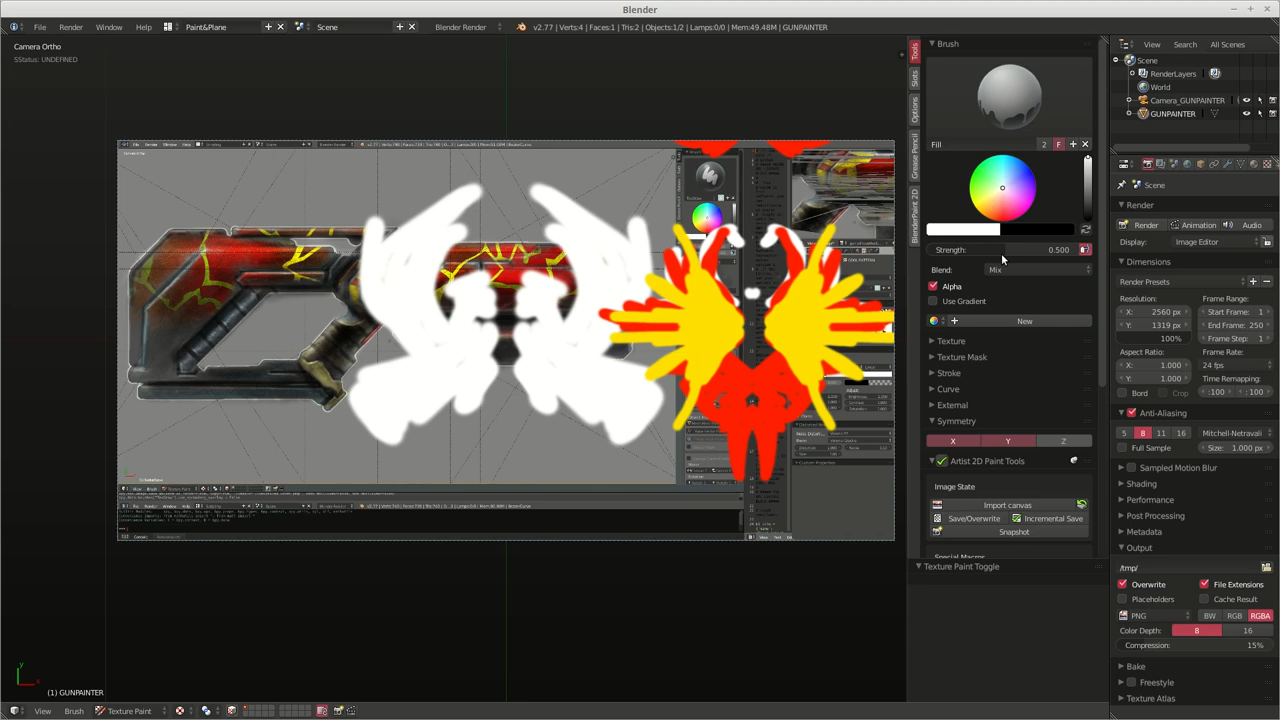 Blender
File Render Window Help Paint&Plane Scene Blender Render v2.77 | Verts:4 | Faces:1 | Tris:2 | Objects:1/2 | Lamps:0/0 | Mem:49.48M | GUNPAINTER
Camera Ortho
SStatus: UNDEFINED
(1) GUNPAINTER
View Brush Texture Paint
Tools
Slots
Options
Grease Pencil
BlenderPaint 2D
Brush
Fill 2 F
Strength: 0.500
Blend: Mix
Alpha
Use Gradient
New
Texture
Texture Mask
Stroke
Curve
External
Symmetry
X Y Z
Artist 2D Paint Tools
Image State
Import canvas
Save/Overwrite Incremental Save
Snapshot
Special Macros
Texture Paint Toggle
View Search All Scenes
Scene
RenderLayers
World
Camera_GUNPAINTER
GUNPAINTER
Scene
Render
Render Animation Audio
Display: Image Editor
Dimensions
Render Presets
Resolution: Frame Range:
X: 2560 px Start Frame: 1
Y: 1319 px End Frame: 250
100% Frame Step: 1
Aspect Ratio: Frame Rate:
X: 1.000 24 fps
Y: 1.000 Time Remapping:
Bord Crop :100 :100
Anti-Aliasing
5 8 11 16 Mitchell-Netravali
Full Sample Size: 1.000 px
Sampled Motion Blur
Shading
Performance
Post Processing
Metadata
Output
/tmp/
Overwrite File Extensions
Placeholders Cache Result
PNG BW RGB RGBA
Color Depth: 8 16
Compression: 15%
Bake
Freestyle
Texture Atlas